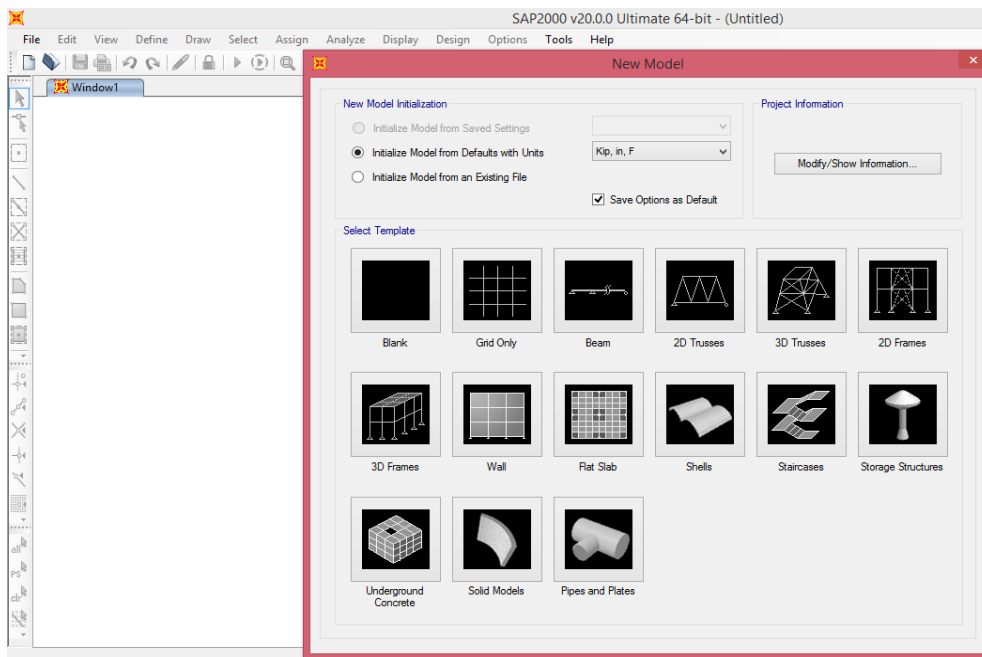 SAP2000 v20.0.0 Ultimate 64-bit - (Untitled)
File Edit View Define Draw Select Assign Analyze Display Design Options Tools Help
New Model
Window1
New Model Initialization
Project Information
Initialize Model from Saved Settings
Initialize Model from Defaults with Units
Kip, in, F
Modify/Show Information...
Initialize Model from an Existing File
Save Options as Default
Select Template
Blank
Grid Only
Beam
2D Trusses
3D Trusses
2D Frames
3D Frames
Wall
Flat Slab
Shells
Staircases
Storage Structures
Underground
Concrete
Solid Models
Pipes and Plates
all
PS
clr